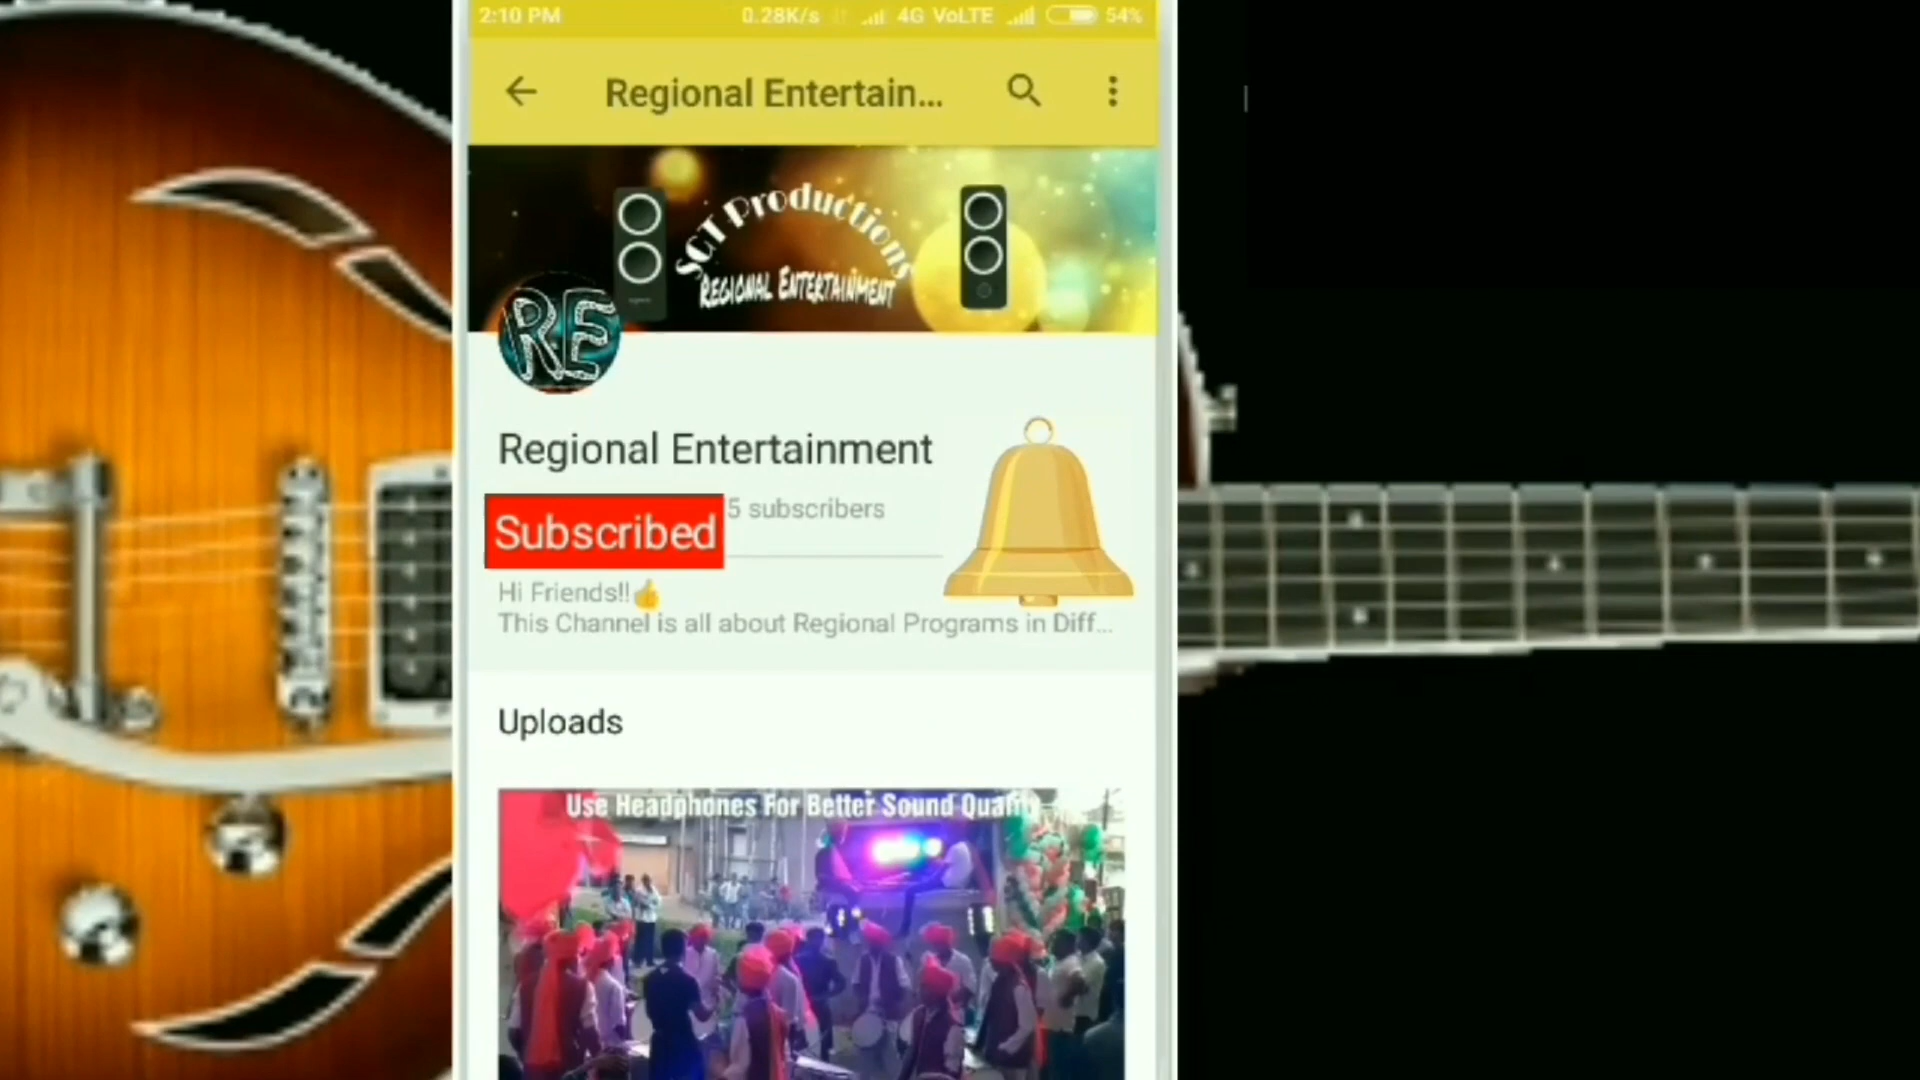 2:10 PM 0.28K/s 4G VoLTE 54%
Regional Entertain...
SGT Productions
REGIONAL ENTERTAINMENT
RE
Regional Entertainment
Subscribed 5 subscribers
Hi Friends!!👍
This Channel is all about Regional Programs in Diff...
Uploads
Use Headphones For Better Sound Quality